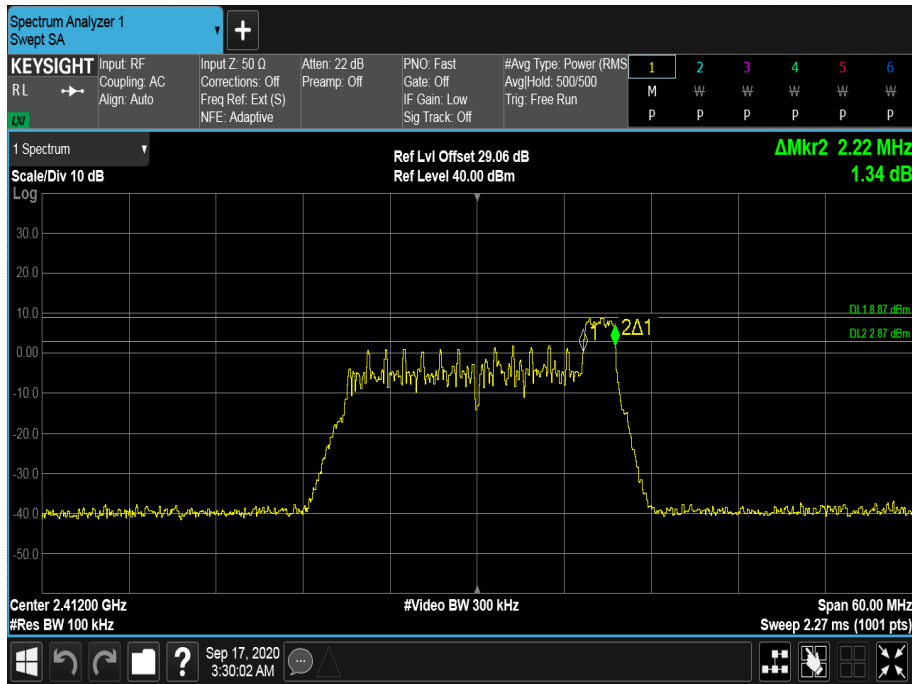 Spectrum Analyzer 1
Swept SA
+
KEYSIGHT
RL
LXI
Input: RF
Coupling: AC
Align: Auto
Input Z: 50 Ω
Corrections: Off
Freq Ref: Ext (S)
NFE: Adaptive
Atten: 22 dB
Preamp: Off
PNO: Fast
Gate: Off
IF Gain: Low
Sig Track: Off
#Avg Type: Power (RMS
Avg|Hold: 500/500
Trig: Free Run
1 2 3 4 5 6
M W W W W W
P P P P P P
1 Spectrum
Scale/Div 10 dB
Log
Ref Lvl Offset 29.06 dB
Ref Level 40.00 dBm
ΔMkr2 2.22 MHz
1.34 dB
30.0
20.0
10.0
0.00
-10.0
-20.0
-30.0
-40.0
-50.0
DL1 8.87 dBm
DL2 2.87 dBm
1
2Δ1
Center 2.41200 GHz
#Res BW 100 kHz
#Video BW 300 kHz
Span 60.00 MHz
Sweep 2.27 ms (1001 pts)
?
Sep 17, 2020
3:30:02 AM